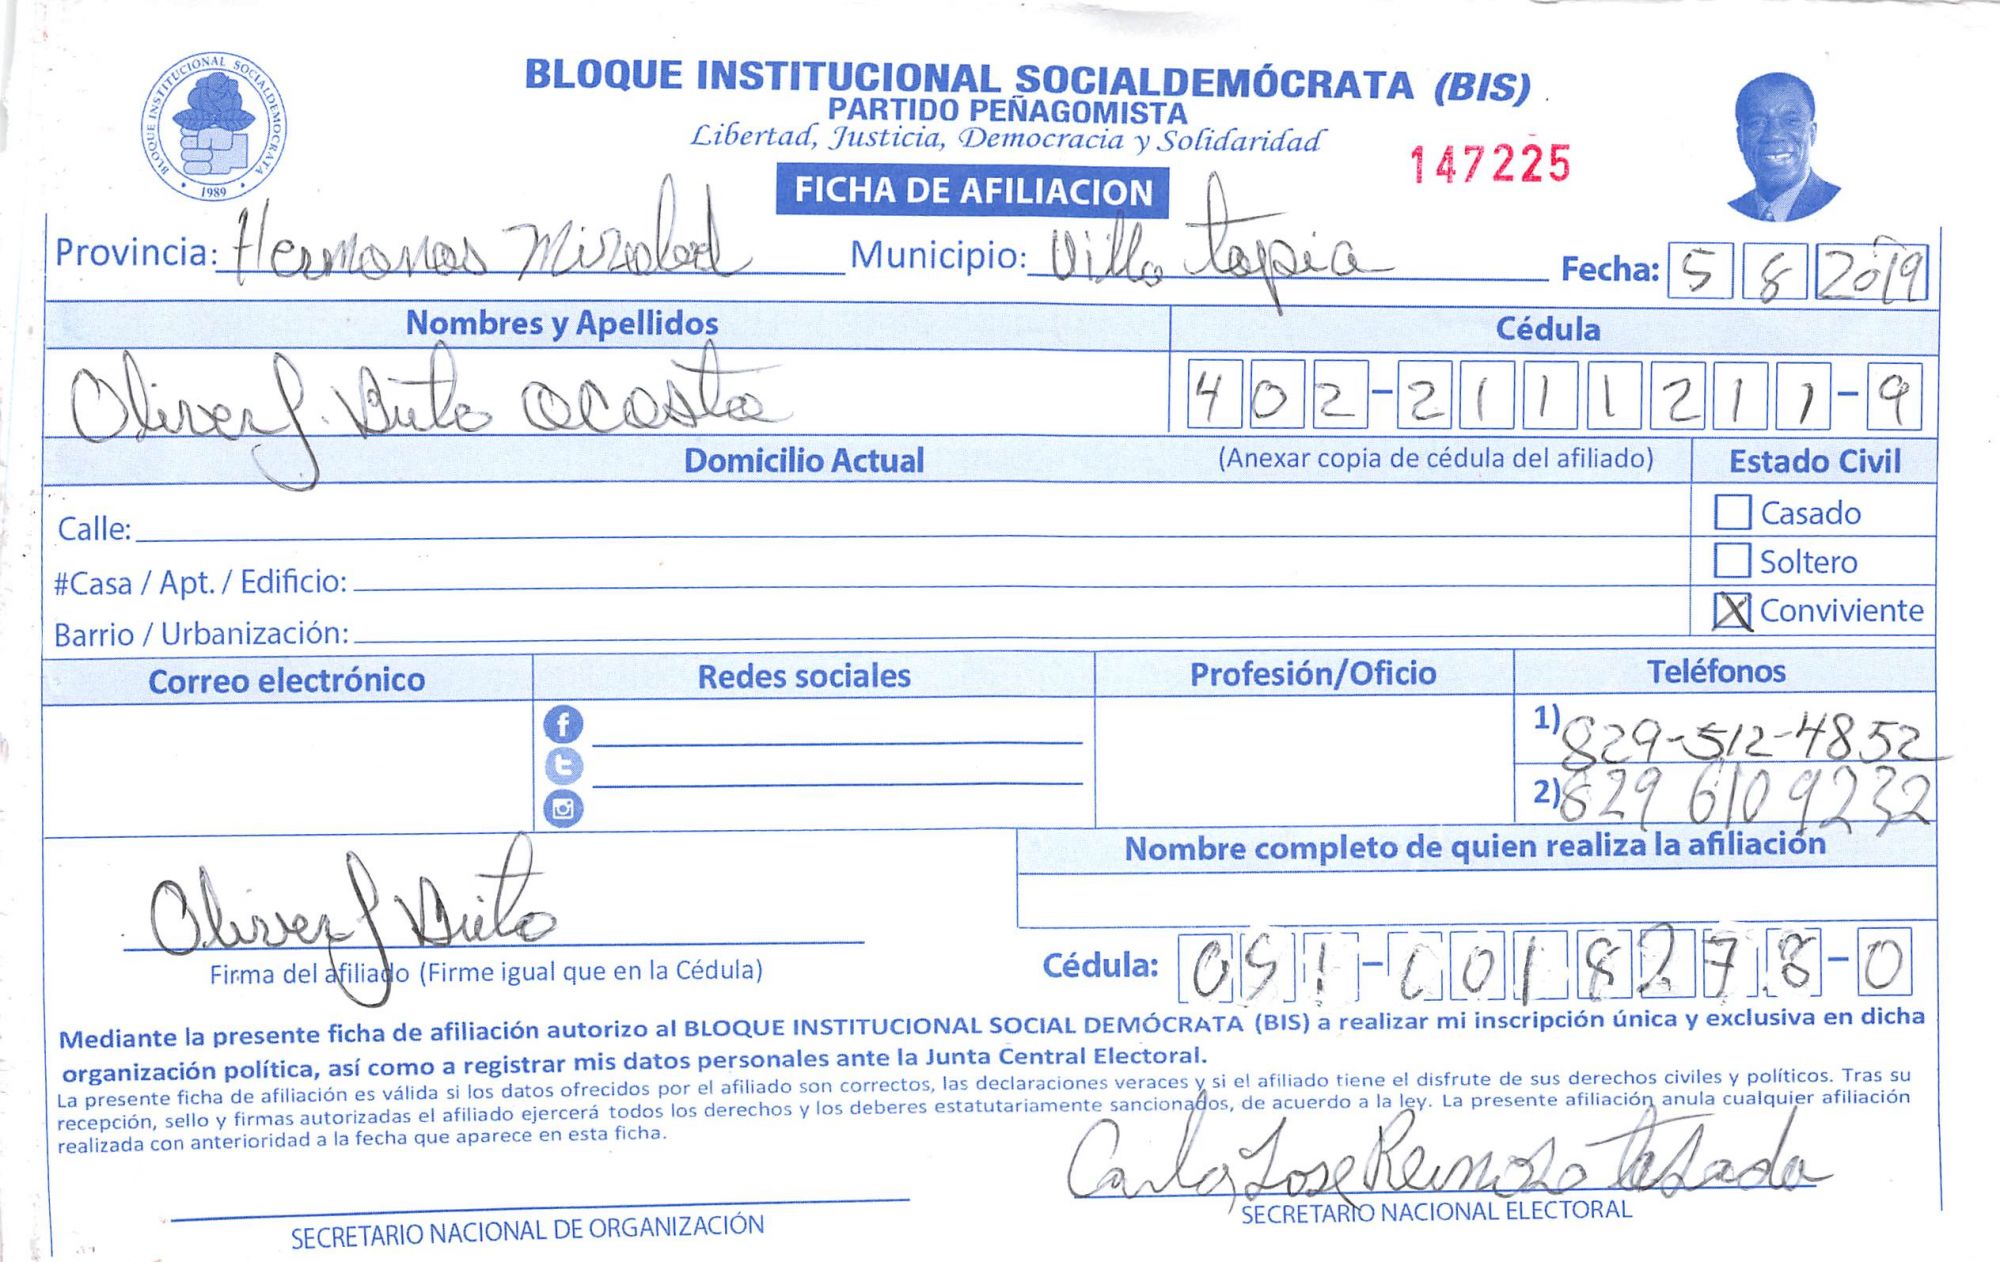 BLOQUE INSTITUCIONAL SOCIALDEMÓCRATA (BIS)
PARTIDO PEÑAGOMISTA
Libertad, Justicia, Democracia y Solidaridad
BLOQUE INSTITUCIONAL SOCIALDEMOCRATA
• 1989 •
147225
FICHA DE AFILIACION
Provincia: Hermanas Mirabal Municipio: Villa tapia Fecha: 5 8 2019
Nombres y Apellidos Cédula
Oliver J. Brito acosta 402-2111211-9
Domicilio Actual (Anexar copia de cédula del afiliado) Estado Civil
Calle: Casado
#Casa / Apt. / Edificio: Soltero
Barrio / Urbanización: X Conviviente
Correo electrónico Redes sociales Profesión/Oficio Teléfonos
1) 829-512-4852
2) 829 6109232
Nombre completo de quien realiza la afiliación
Oliver J Brito
Firma del afiliado (Firme igual que en la Cédula) Cédula: 051-0018278-0
Mediante la presente ficha de afiliación autorizo al BLOQUE INSTITUCIONAL SOCIAL DEMÓCRATA (BIS) a realizar mi inscripción única y exclusiva en dicha
organización política, así como a registrar mis datos personales ante la Junta Central Electoral.
La presente ficha de afiliación es válida si los datos ofrecidos por el afiliado son correctos, las declaraciones veraces y si el afiliado tiene el disfrute de sus derechos civiles y políticos. Tras su
recepción, sello y firmas autorizadas el afiliado ejercerá todos los derechos y los deberes estatutariamente sancionados, de acuerdo a la ley. La presente afiliación anula cualquier afiliación
realizada con anterioridad a la fecha que aparece en esta ficha.
Carlos Jose Reinoso
SECRETARIO NACIONAL DE ORGANIZACIÓN SECRETARIO NACIONAL ELECTORAL